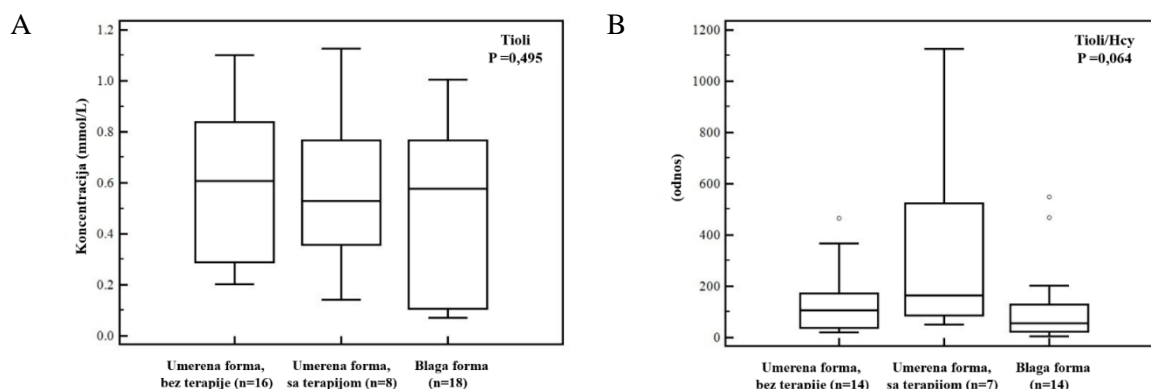 A
Tioli
P =0,495
Koncentracija (mmol/L)
1.2
1.0
0.8
0.6
0.4
0.2
0.0
Umerena forma,
bez terapije (n=16)
Umerena forma,
sa terapijom (n=8)
Blaga forma
(n=18)
B
Tioli/Hcy
P =0,064
(odnos)
1200
1000
800
600
400
200
0
Umerena forma,
bez terapije (n=14)
Umerena forma,
sa terapijom (n=7)
Blaga forma
(n=14)